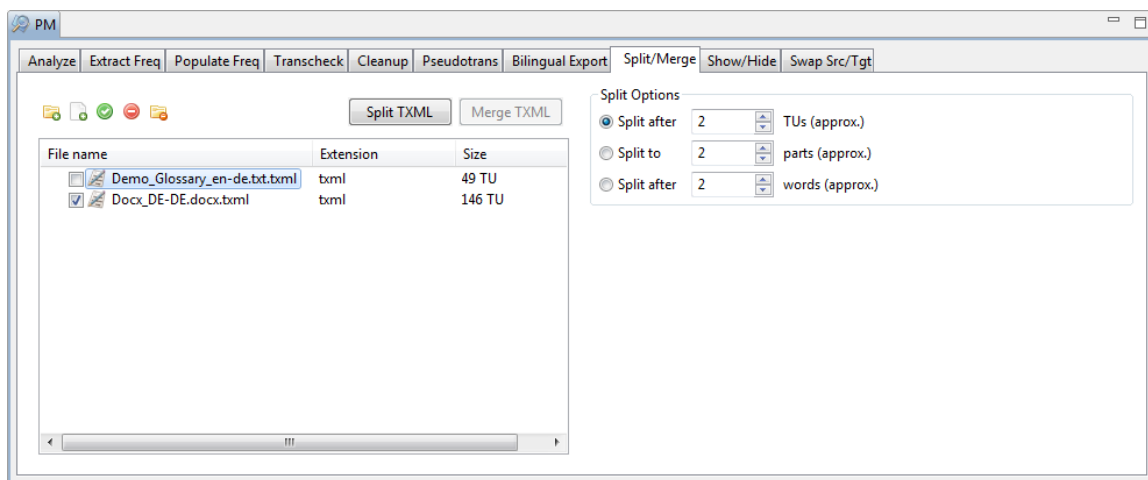 PM
Analyze Extract Freq Populate Freq Transcheck Cleanup Pseudotrans Bilingual Export Split/Merge Show/Hide Swap Src/Tgt
Split TXML Merge TXML
File name Extension Size
Demo_Glossary_en-de.txt.txml txml 49 TU
Docx_DE-DE.docx.txml txml 146 TU
Split Options
Split after 2 TUs (approx.)
Split to 2 parts (approx.)
Split after 2 words (approx.)